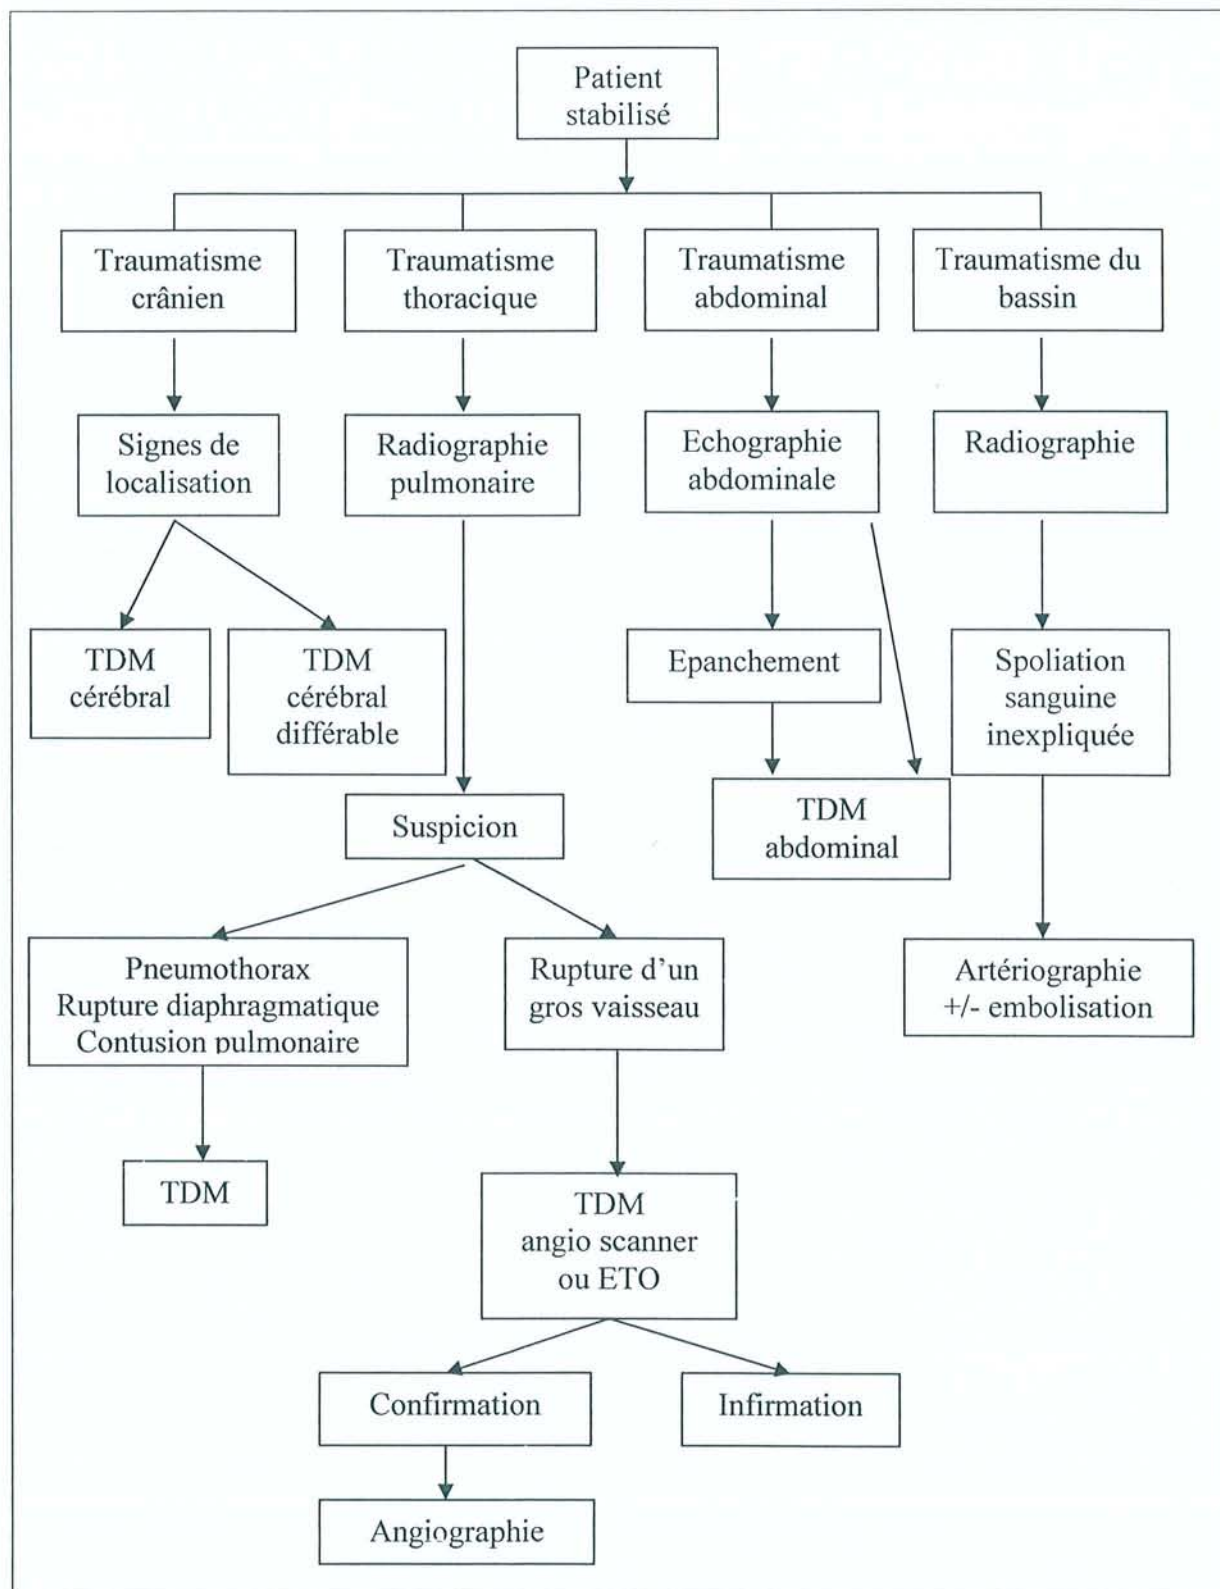 Patient
stabilisé
Traumatisme
crânien
Traumatisme
thoracique
Traumatisme
abdominal
Traumatisme du
bassin
Signes de
localisation
Radiographie
pulmonaire
Echographie
abdominale
Radiographie
TDM
cérébral
TDM
cérébral
différable
Epanchement
Spoliation
sanguine
inexpliquée
Suspicion
TDM
abdominal
Pneumothorax
Rupture diaphragmatique
Contusion pulmonaire
Rupture d’un
gros vaisseau
Artériographie
+/- embolisation
TDM
TDM
angio scanner
ou ETO
Confirmation
Infirmation
Angiographie